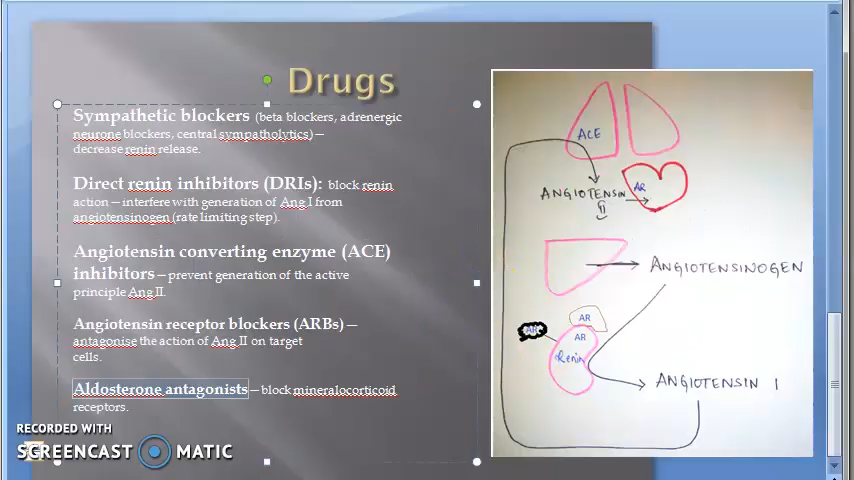 Drugs
Sympathetic blockers (beta blockers, adrenergic
neurone blockers, central sympatholytics) –
decrease renin release.
Direct renin inhibitors (DRIs): block renin
action – interfere with generation of Ang I from
angiotensinogen (rate limiting step).
Angiotensin converting enzyme (ACE)
inhibitors – prevent generation of the active
principle Ang II.
Angiotensin receptor blockers (ARBs) –
antagonise the action of Ang II on target
cells.
Aldosterone antagonists – block mineralocorticoid
receptors.
ACE
ANGIOTENSIN
II
AR
ANGIOTENSINOGEN
AR
AR
Renin
ANGIOTENSIN I
RECORDED WITH
SCREENCAST MATIC